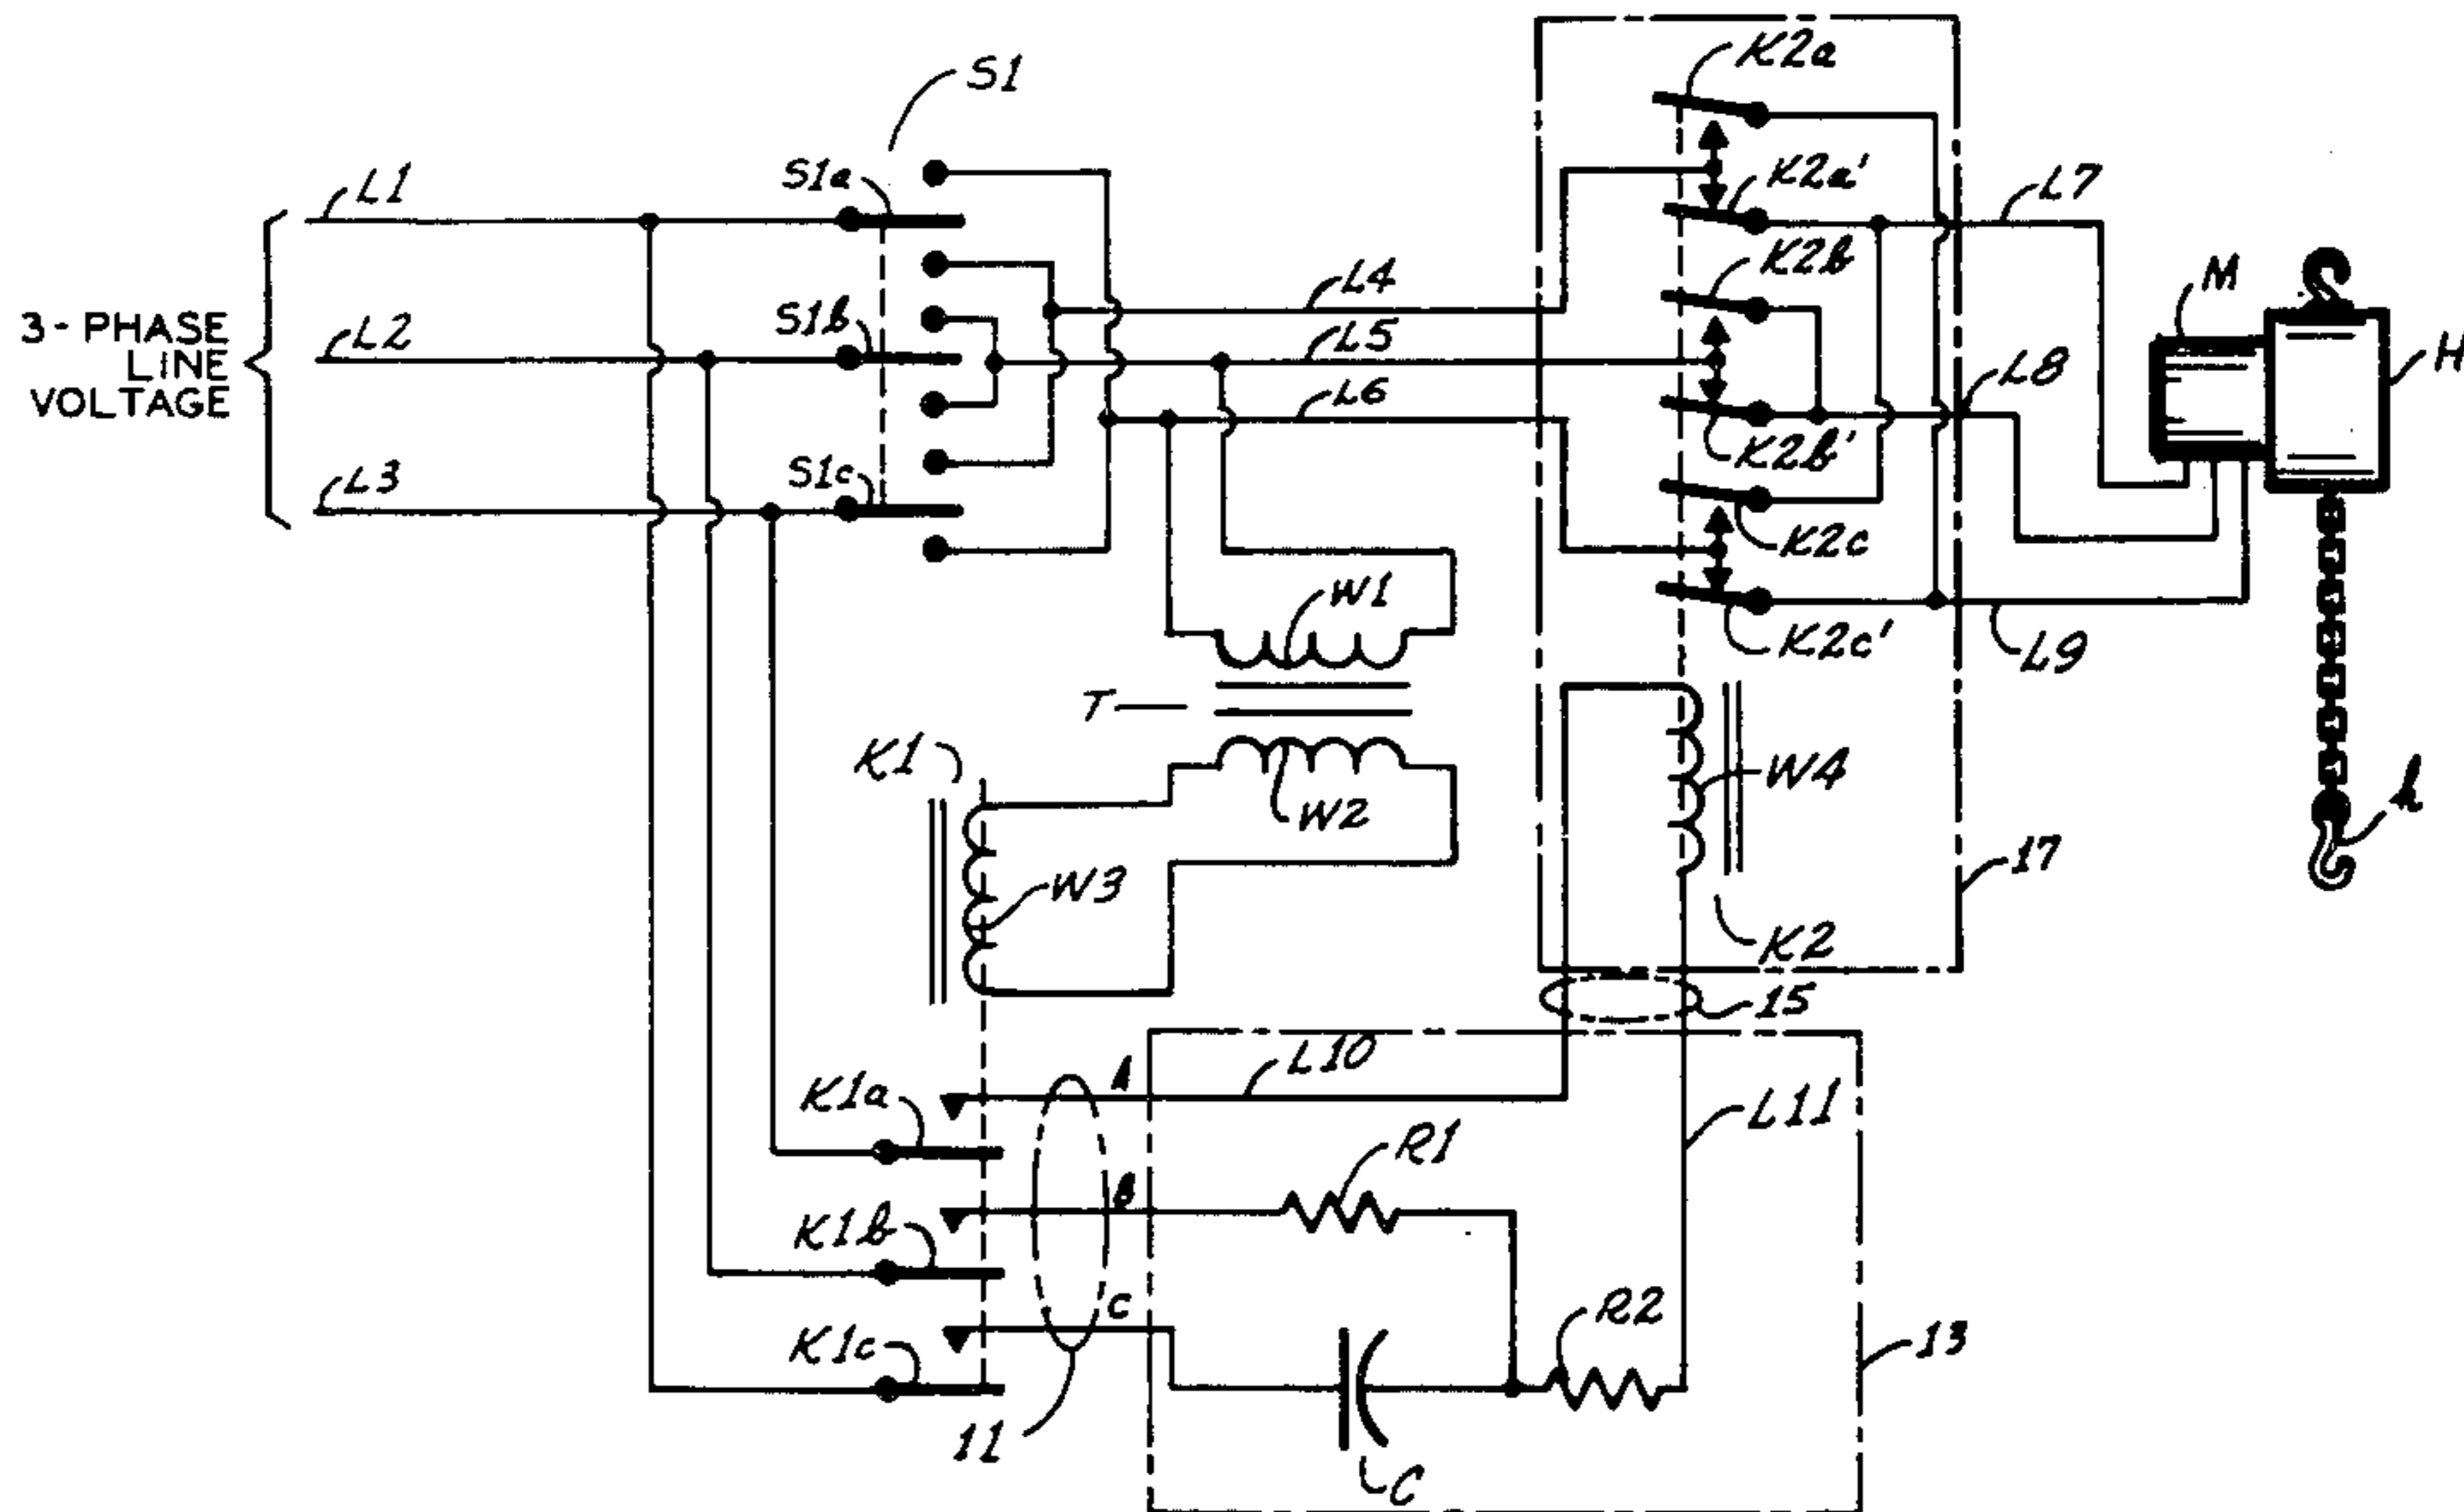 K2a
S1
L1
S1a
K2a'
L7
K2b
M
L4
3-PHASE
LINE
VOLTAGE
L2
S1b
L5
L8
H
L6
K2b'
L3
S1c
K2c
W1
K2c'
L9
T
K1
W4
W2
h
17
W3
K2
15
A
L10
K1a
L11
R1
B
K1b
C
R2
K1c
13
11
C